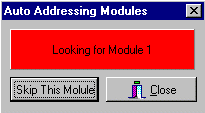 Auto Addressing Modules
Looking for Module 1
Skip This Molule
Close